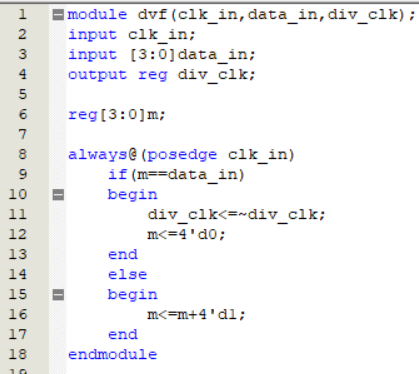 1 module dvf(clk_in,data_in,div_clk);
2 input clk_in;
3 input [3:0]data_in;
4 output reg div_clk;
5
6 reg[3:0]m;
7
8 always@(posedge clk_in)
9 if(m==data_in)
10 begin
11 div_clk<=~div_clk;
12 m<=4'd0;
13 end
14 else
15 begin
16 m<=m+4'd1;
17 end
18 endmodule
19